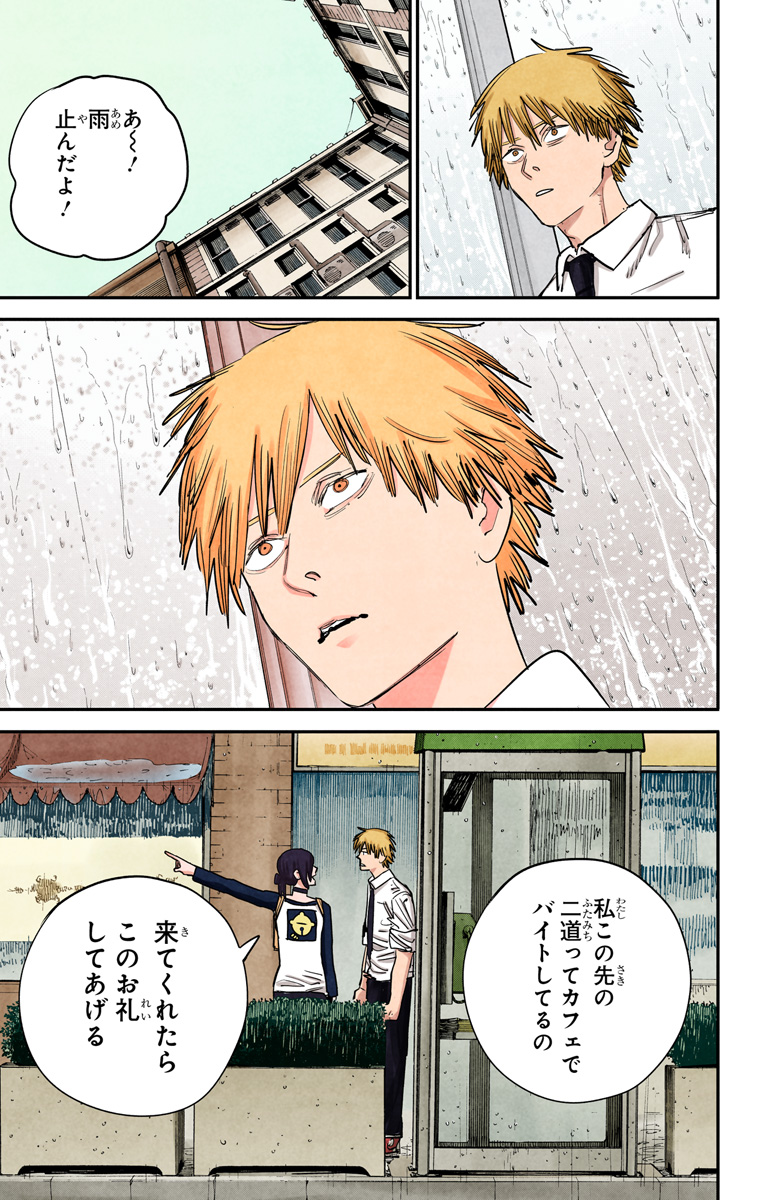 あ〜！
雨
止んだよ！
私この先の
二道ってカフェで
バイトしてるの
来てくれたら
このお礼
してあげる